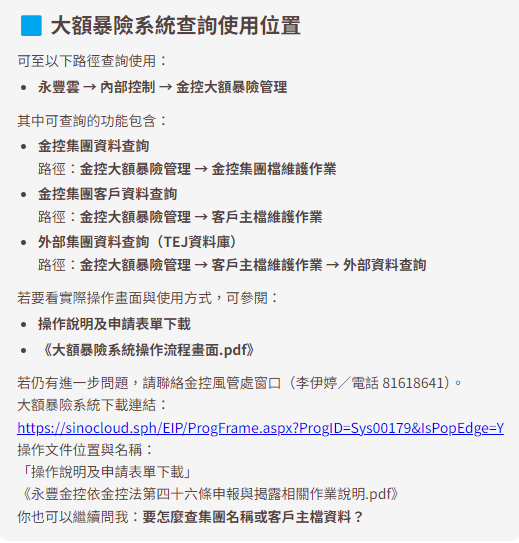 大額暴險系統查詢使用位置
可至以下路徑查詢使用：
• 永豐雲 → 內部控制 → 金控大額暴險管理
其中可查詢的功能包含：
• 金控集團資料查詢
路徑：金控大額暴險管理 → 金控集團檔維護作業
• 金控集團客戶資料查詢
路徑：金控大額暴險管理 → 客戶主檔維護作業
• 外部集團資料查詢（TEJ資料庫）
路徑：金控大額暴險管理 → 客戶主檔維護作業 → 外部資料查詢
若要看實際操作畫面與使用方式，可參閱：
• 操作說明及申請表單下載
• 《大額暴險系統操作流程畫面.pdf》
若仍有進一步問題，請聯絡金控風管處窗口（李伊婷／電話 81618641）。
大額暴險系統下載連結：
https://sinocloud.sph/EIP/ProgFrame.aspx?ProgID=Sys00179&IsPopEdge=Y
操作文件位置與名稱：
「操作說明及申請表單下載」
《永豐金控依金控法第四十六條申報與揭露相關作業說明.pdf》
你也可以繼續問我：要怎麼查集團名稱或客戶主檔資料？